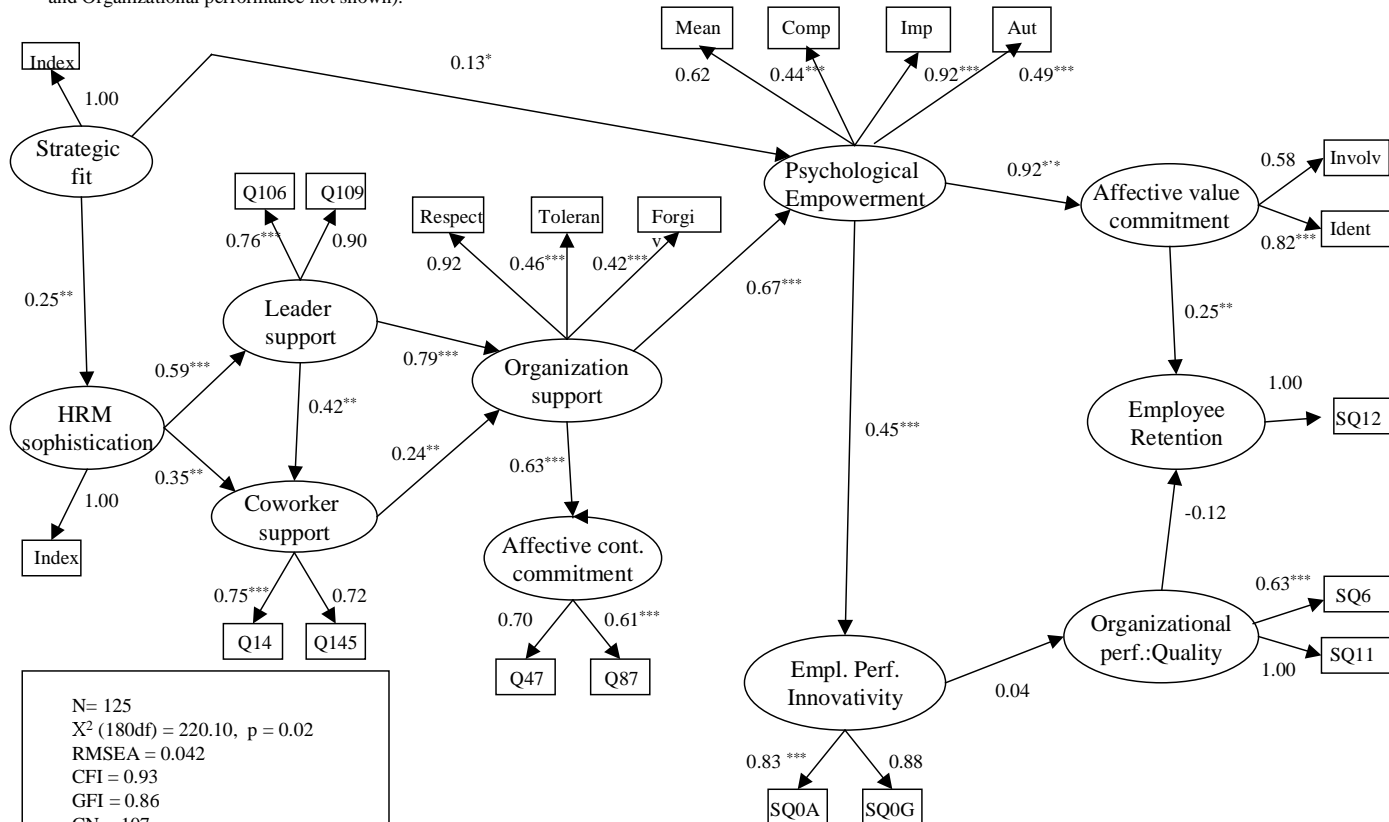 and Organizational performance not shown).
Mean
Comp
Imp
Aut
Index
0.62
0.44***
0.92***
0.49***
0.13*
1.00
Strategic
fit
Psychological
Empowerment
0.92***
Affective value
commitment
0.58
Involv
0.82***
Ident
Q106
Q109
0.76***
0.90
Respect
Toleran
Forgi
v
0.92
0.46***
0.42***
0.67***
0.25**
Leader
support
0.25**
0.59***
0.79***
Organization
support
HRM
sophistication
0.42**
0.35**
0.24**
0.63***
0.45***
Employee
Retention
1.00
SQ12
1.00
Index
Coworker
support
0.75***
0.72
Q14
Q145
Affective cont.
commitment
0.70
0.61***
Q47
Q87
-0.12
Organizational
perf.:Quality
0.63***
SQ6
1.00
SQ11
Empl. Perf.
Innovativity
0.04
0.83 ***
0.88
SQ0A
SQ0G
N= 125
X² (180df) = 220.10, p = 0.02
RMSEA = 0.042
CFI = 0.93
GFI = 0.86